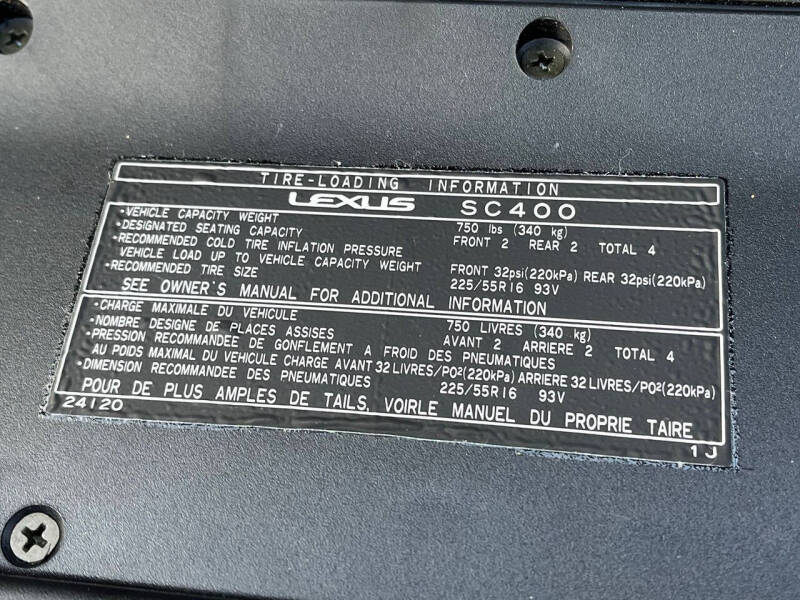 TIRE-LOADING INFORMATION
LEXUS SC400
•VEHICLE CAPACITY WEIGHT 750 lbs (340 kg)
•DESIGNATED SEATING CAPACITY FRONT 2 REAR 2 TOTAL 4
•RECOMMENDED COLD TIRE INFLATION PRESSURE
VEHICLE LOAD UP TO VEHICLE CAPACITY WEIGHT FRONT 32psi(220kPa) REAR 32psi(220kPa)
•RECOMMENDED TIRE SIZE 225/55R16 93V
SEE OWNER'S MANUAL FOR ADDITIONAL INFORMATION
•CHARGE MAXIMALE DU VEHICULE 750 LIVRES (340 kg)
•NOMBRE DESIGNE DE PLACES ASSISES AVANT 2 ARRIERE 2 TOTAL 4
•PRESSION RECOMMANDEE DE GONFLEMENT A FROID DES PNEUMATIQUES
AU POIDS MAXIMAL DU VEHICULE CHARGE AVANT 32 LIVRES/PO²(220kPa) ARRIERE 32 LIVRES/PO²(220kPa)
•DIMENSION RECOMMANDEE DES PNEUMATIQUES 225/55R16 93V
POUR DE PLUS AMPLES DE TAILS, VOIRLE MANUEL DU PROPRIE TAIRE
24120
1J